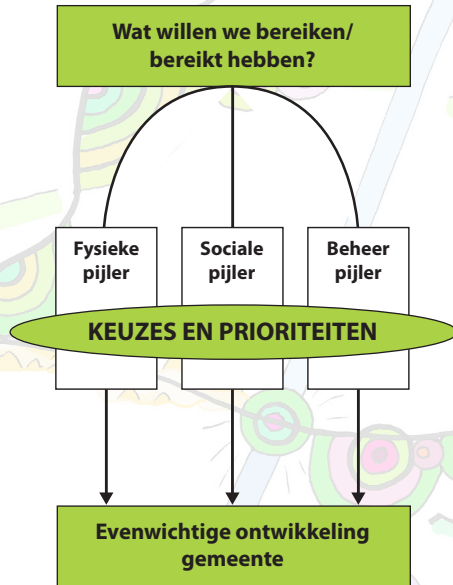 Wat willen we bereiken/
bereikt hebben?
Fysieke
pijler
Sociale
pijler
Beheer
pijler
KEUZES EN PRIORITEITEN
Evenwichtige ontwikkeling
gemeente